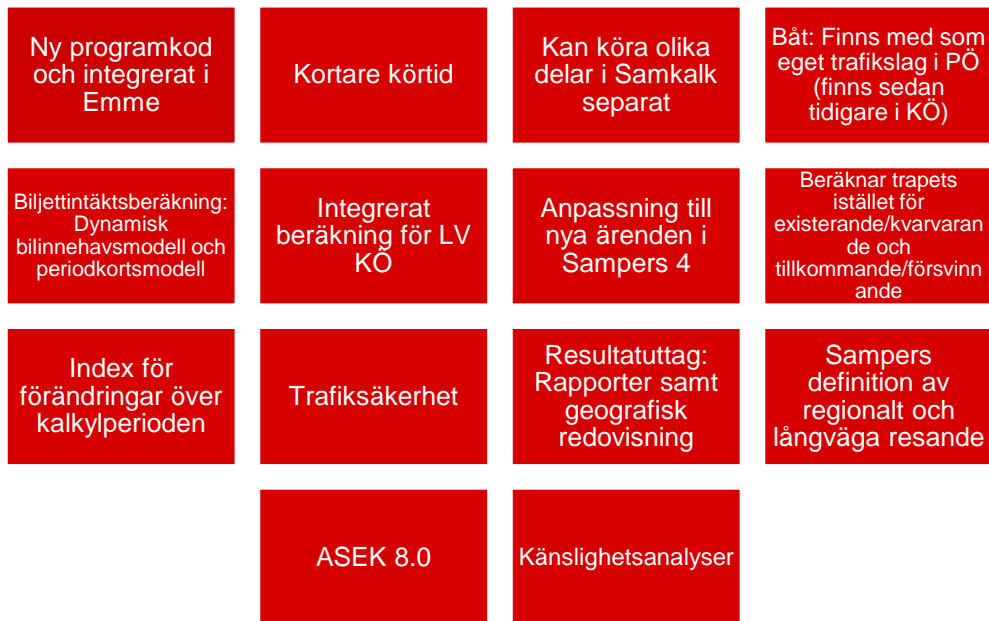 Ny programkod
och integrerat i
Emme
Kortare körtid
Kan köra olika
delar i Samkalk
separat
Båt: Finns med som
eget trafikslag i PÖ
(finns sedan
tidigare i KÖ)
Biljettintäktsberäkning:
Dynamisk
bilinnehavsmodell och
periodkortsmodell
Integrerat
beräkning för LV
KÖ
Anpassning till
nya ärenden i
Sampers 4
Beräknar trapets
istället för
existerande/kvarvaran
de och
tillkommande/försvinn
ande
Index för
förändringar över
kalkylperioden
Trafiksäkerhet
Resultatuttag:
Rapporter samt
geografisk
redovisning
Sampers
definition av
regionalt och
långväga resande
ASEK 8.0
Känslighetsanalyser